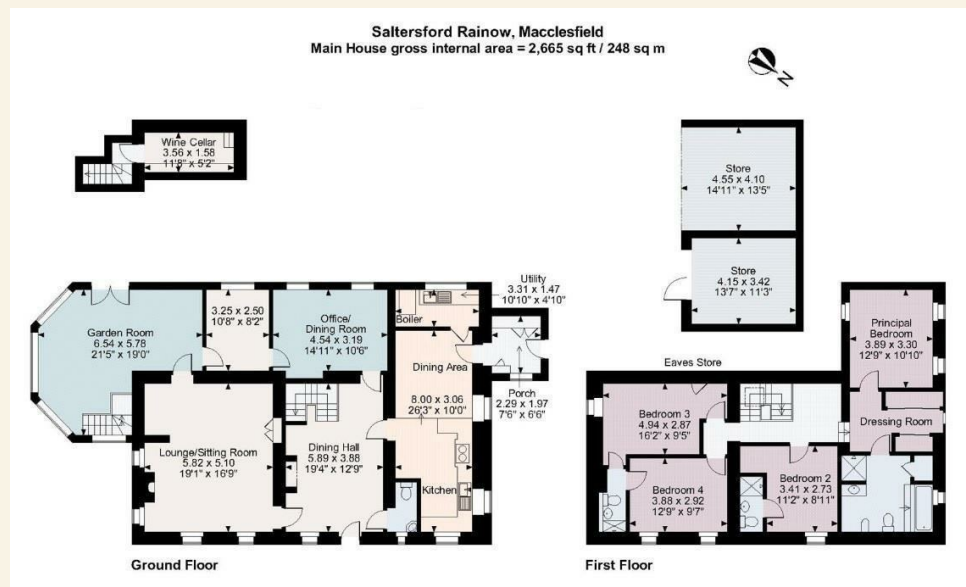 Saltersford Rainow, Macclesfield
Main House gross internal area = 2,665 sq ft / 248 sq m
N
Wine Cellar
3.56 x 1.58
11'8" x 5'2"
Store
4.55 x 4.10
14'11" x 13'5"
Store
4.15 x 3.42
13'7" x 11'3"
Utility
3.31 x 1.47
10'10" x 4'10"
Boiler
Garden Room
6.54 x 5.78
21'5" x 19'0"
3.25 x 2.50
10'8" x 8'2"
Office/
Dining Room
4.54 x 3.19
14'11" x 10'6"
Dining Area
8.00 x 3.06
26'3" x 10'0"
Kitchen
Porch
2.29 x 1.97
7'6" x 6'6"
Lounge/Sitting Room
5.82 x 5.10
19'1" x 16'9"
Dining Hall
5.89 x 3.88
19'4" x 12'9"
Ground Floor
Eaves Store
Principal
Bedroom
3.89 x 3.30
12'9" x 10'10"
Bedroom 3
4.94 x 2.87
16'2" x 9'5"
Dressing Room
Bedroom 4
3.88 x 2.92
12'9" x 9'7"
Bedroom 2
3.41 x 2.73
11'2" x 8'11"
First Floor